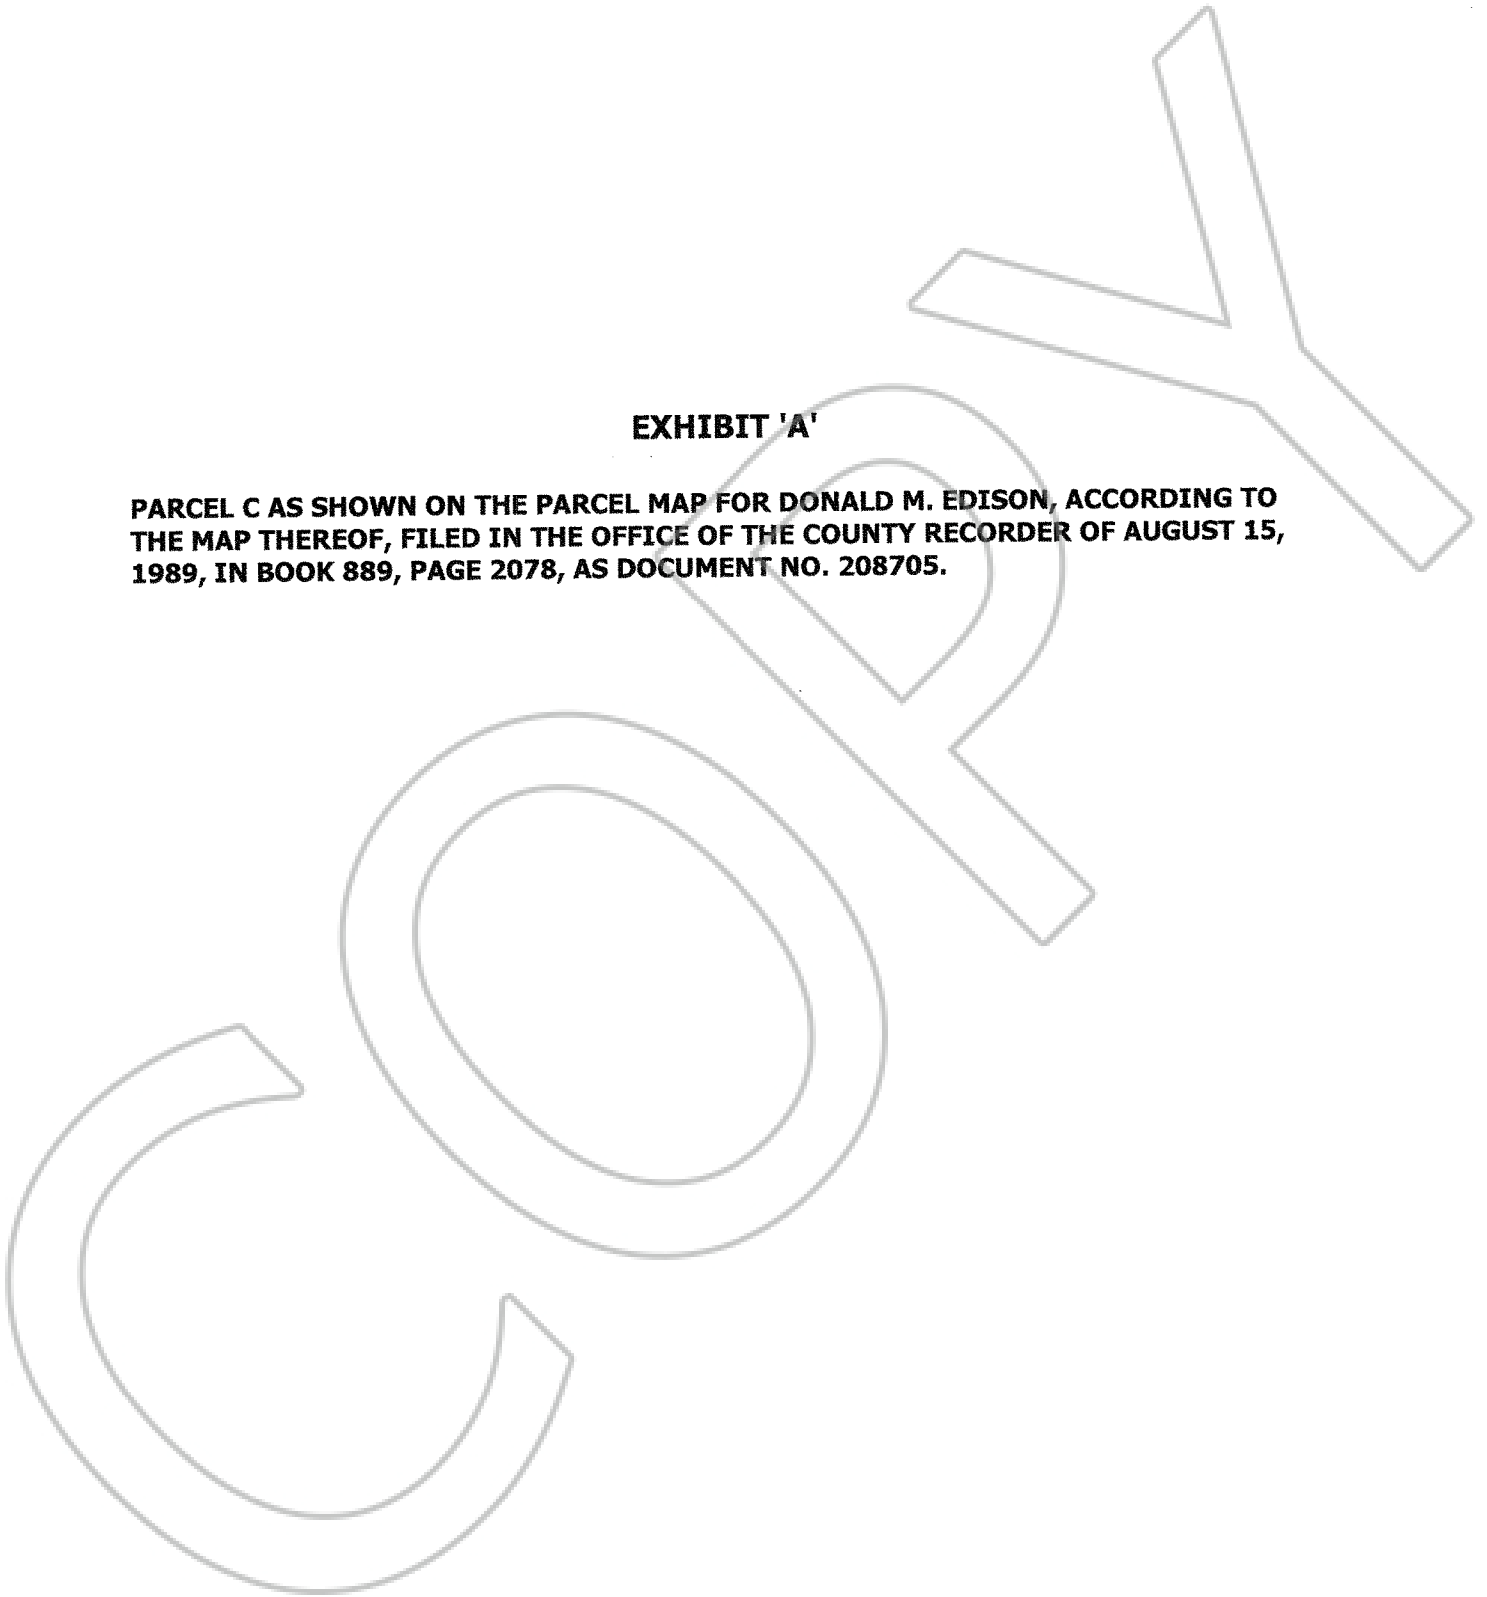 EXHIBIT 'A'
PARCEL C AS SHOWN ON THE PARCEL MAP FOR DONALD M. EDISON, ACCORDING TO
THE MAP THEREOF, FILED IN THE OFFICE OF THE COUNTY RECORDER OF AUGUST 15,
1989, IN BOOK 889, PAGE 2078, AS DOCUMENT NO. 208705.
COPY